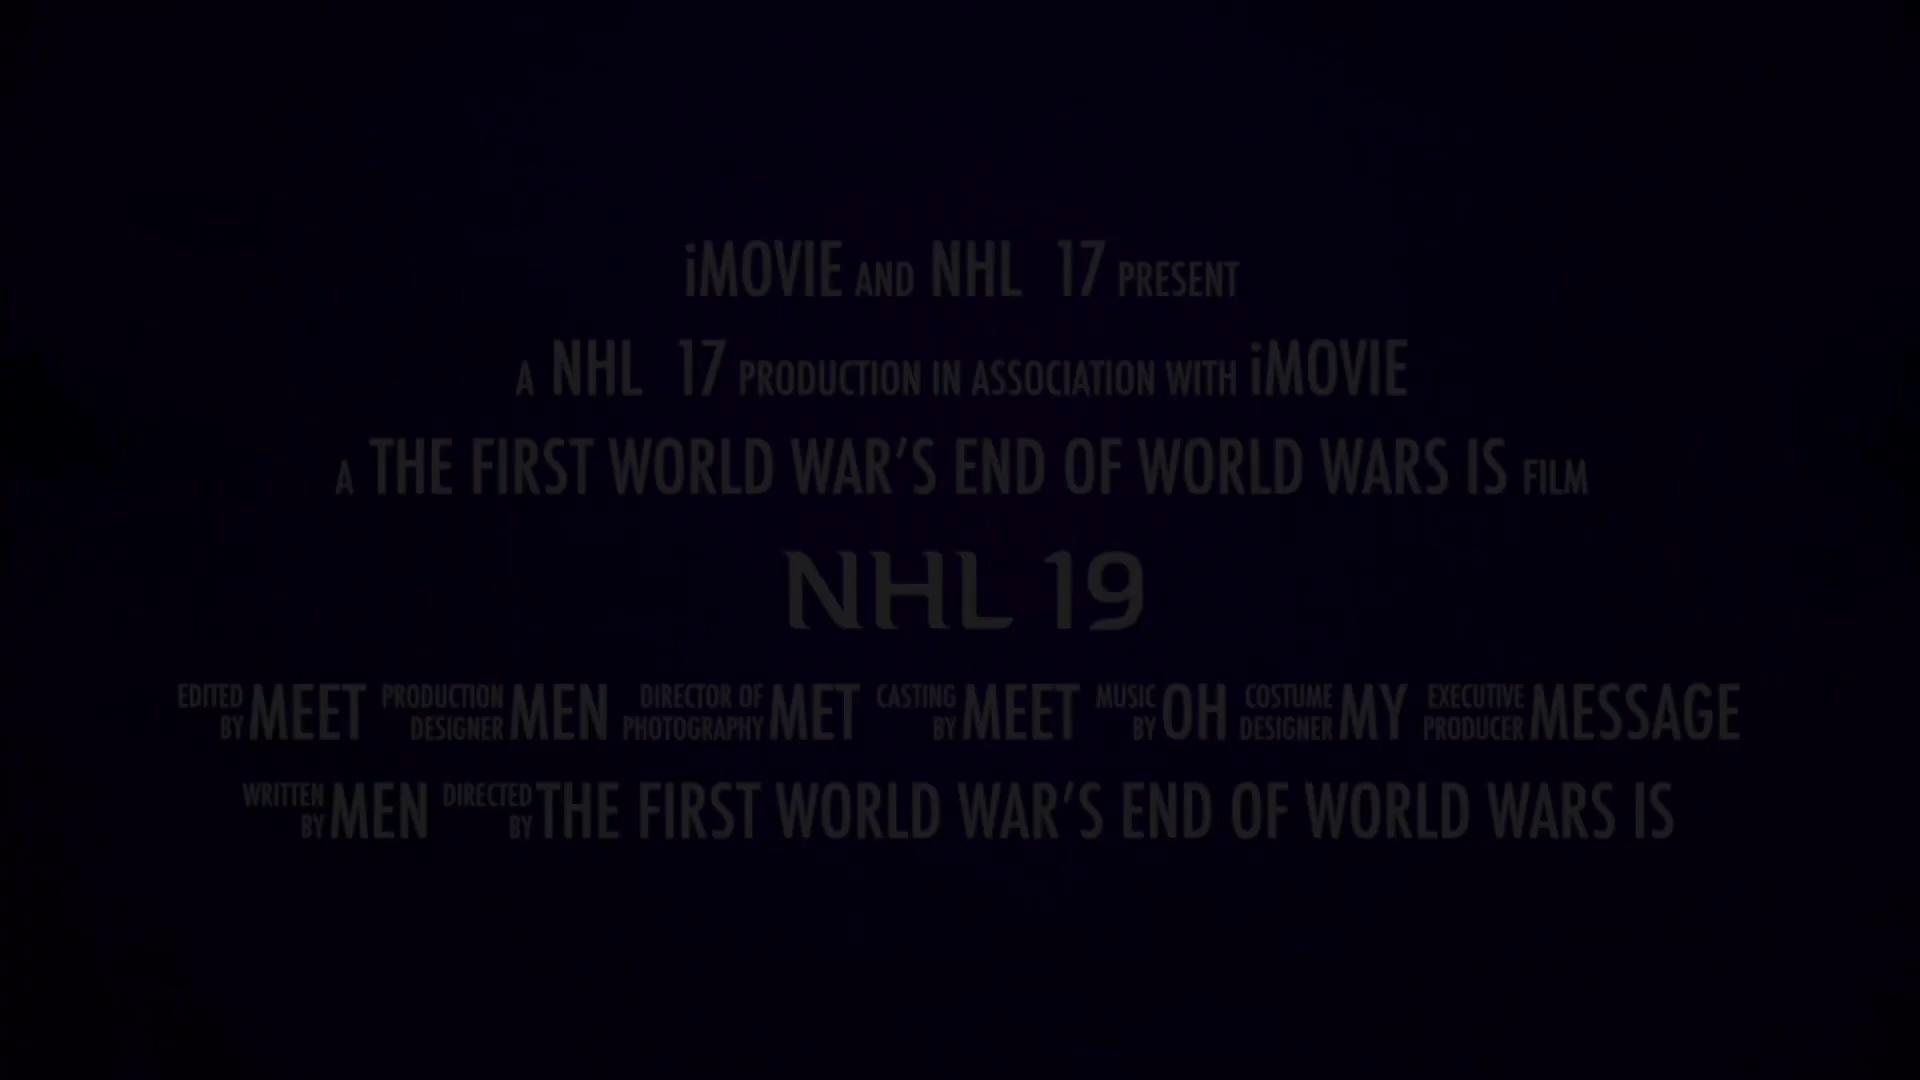 iMOVIE AND NHL 17 PRESENT
A NHL 17 PRODUCTION IN ASSOCIATION WITH iMOVIE
A THE FIRST WORLD WAR'S END OF WORLD WARS IS FILM
NHL 19
EDITED BY MEET PRODUCTION DESIGNER MEN DIRECTOR OF PHOTOGRAPHY MET CASTING BY MEET MUSIC BY OH COSTUME DESIGNER MY EXECUTIVE PRODUCER MESSAGE
WRITTEN BY MEN DIRECTED BY THE FIRST WORLD WAR'S END OF WORLD WARS IS